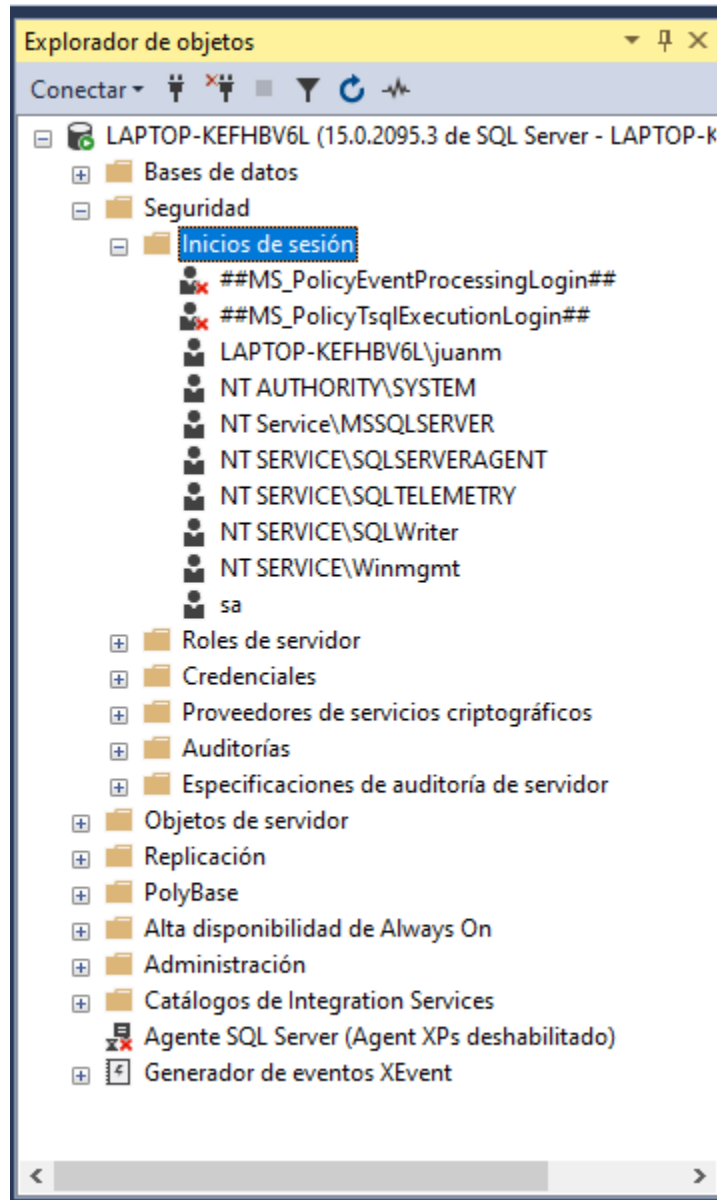 Explorador de objetos
Conectar
LAPTOP-KEFHBV6L (15.0.2095.3 de SQL Server - LAPTOP-K
Bases de datos
Seguridad
Inicios de sesión
##MS_PolicyEventProcessingLogin##
##MS_PolicyTsqlExecutionLogin##
LAPTOP-KEFHBV6L\juanm
NT AUTHORITY\SYSTEM
NT Service\MSSQLSERVER
NT SERVICE\SQLSERVERAGENT
NT SERVICE\SQLTELEMETRY
NT SERVICE\SQLWriter
NT SERVICE\Winmgmt
sa
Roles de servidor
Credenciales
Proveedores de servicios criptográficos
Auditorías
Especificaciones de auditoría de servidor
Objetos de servidor
Replicación
PolyBase
Alta disponibilidad de Always On
Administración
Catálogos de Integration Services
Agente SQL Server (Agent XPs deshabilitado)
Generador de eventos XEvent